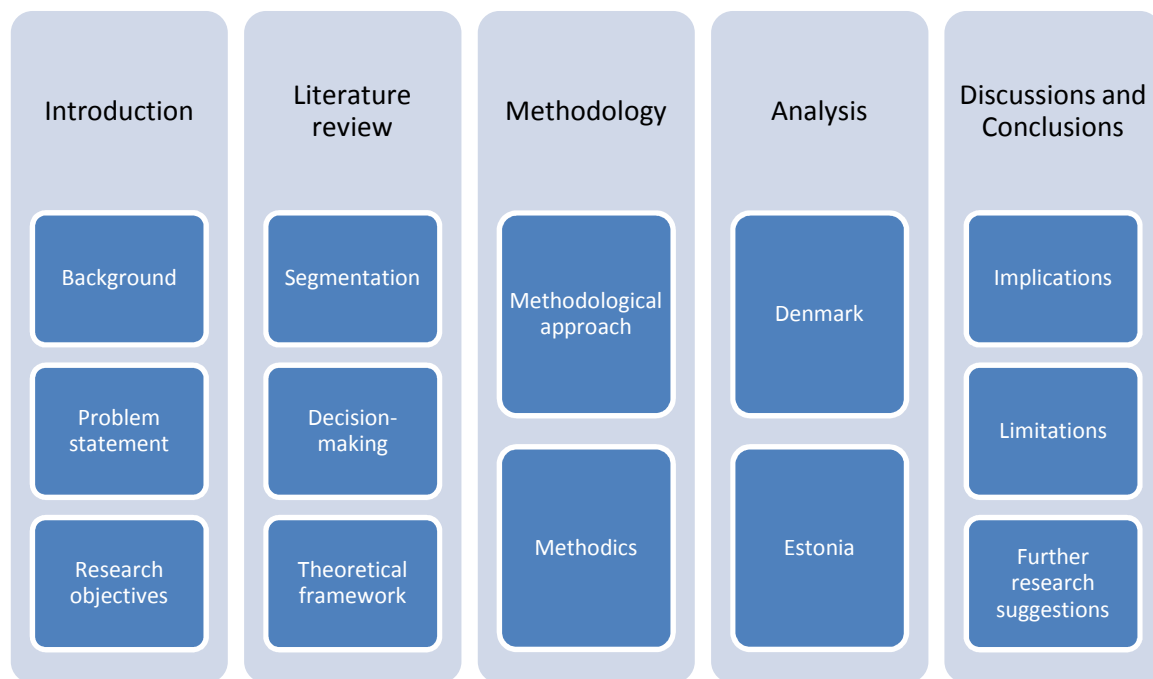 Introduction
Background
Problem
statement
Research
objectives
Literature
review
Segmentation
Decision-
making
Theoretical
framework
Methodology
Methodological
approach
Methodics
Analysis
Denmark
Estonia
Discussions and
Conclusions
Implications
Limitations
Further
research
suggestions